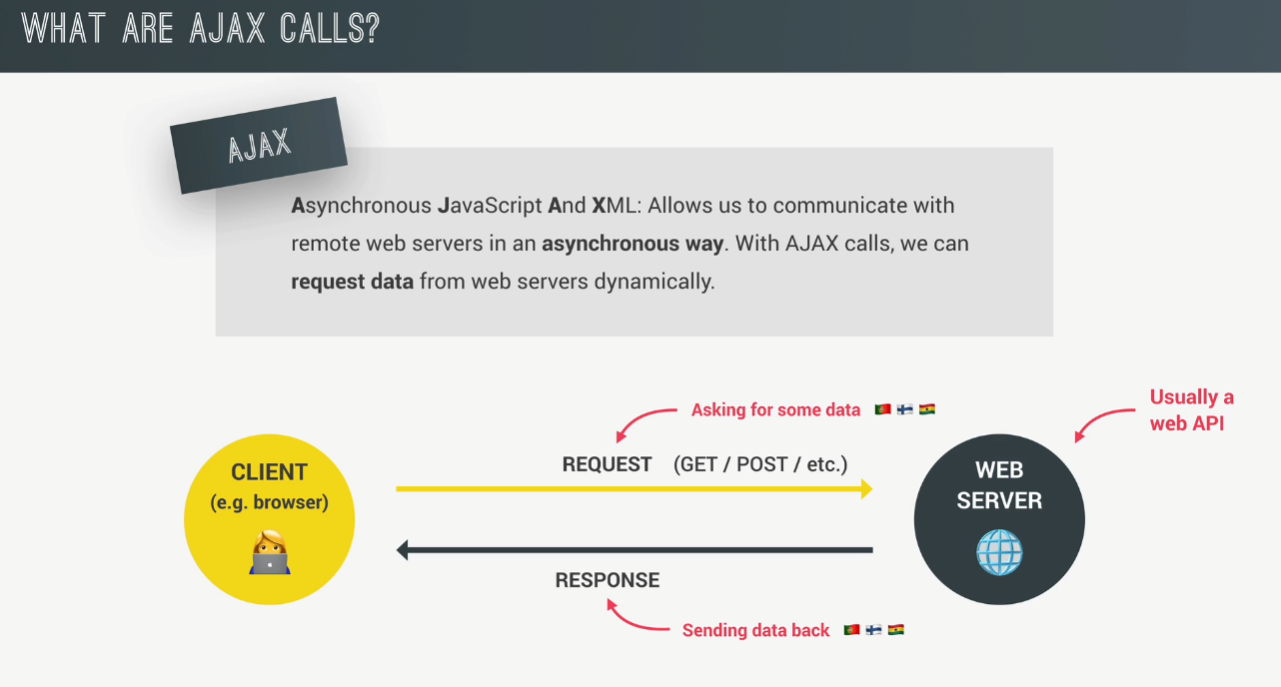 WHAT ARE AJAX CALLS?
AJAX
Asynchronous JavaScript And XML: Allows us to communicate with
remote web servers in an asynchronous way. With AJAX calls, we can
request data from web servers dynamically.
Usually a
web API
Asking for some data
CLIENT
(e.g. browser)
REQUEST (GET / POST / etc.)
WEB
SERVER
RESPONSE
Sending data back